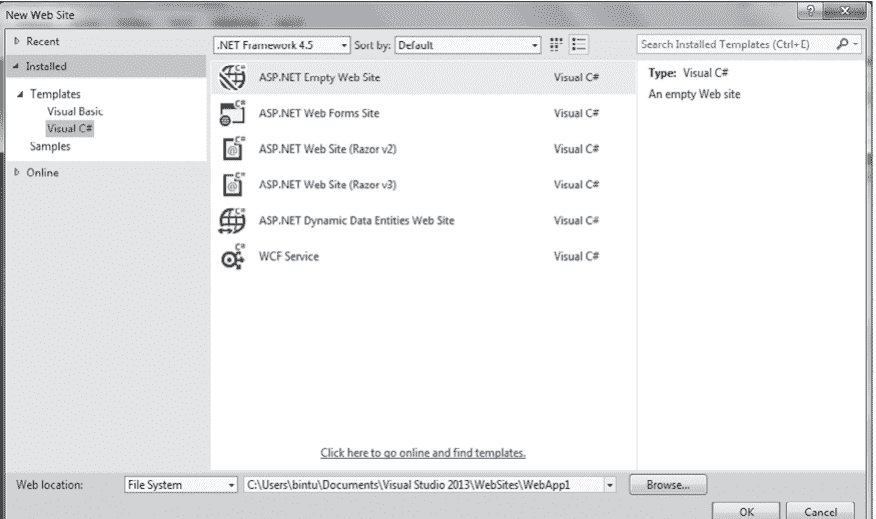 New Web Site
Recent
.NET Framework 4.5
Sort by: Default
Search Installed Templates (Ctrl+E)
Installed
Templates
Visual Basic
Visual C#
Samples
Online
ASP.NET Empty Web Site Visual C#
ASP.NET Web Forms Site Visual C#
ASP.NET Web Site (Razor v2) Visual C#
ASP.NET Web Site (Razor v3) Visual C#
ASP.NET Dynamic Data Entities Web Site Visual C#
WCF Service Visual C#
Type: Visual C#
An empty Web site
Click here to go online and find templates.
Web location: File System C:\Users\bintu\Documents\Visual Studio 2013\WebSites\WebApp1 Browse...
OK Cancel